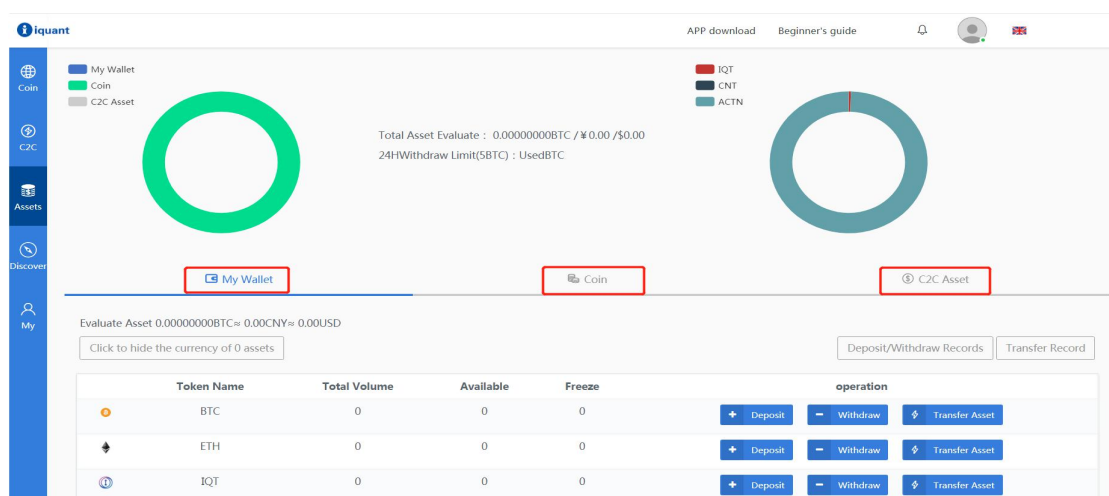 iquant
APP download Beginner's guide
Coin
C2C
Assets
Discover
My
My Wallet
Coin
C2C Asset
Total Asset Evaluate : 0.00000000BTC / ¥ 0.00 /$0.00
24HWithdraw Limit(5BTC) : UsedBTC
IQT
CNT
ACTN
My Wallet
Coin
C2C Asset
Evaluate Asset 0.00000000BTC≈ 0.00CNY≈ 0.00USD
Click to hide the currency of 0 assets
Deposit/Withdraw Records Transfer Record
Token Name Total Volume Available Freeze operation
BTC 0 0 0 Deposit Withdraw Transfer Asset
ETH 0 0 0 Deposit Withdraw Transfer Asset
IQT 0 0 0 Deposit Withdraw Transfer Asset